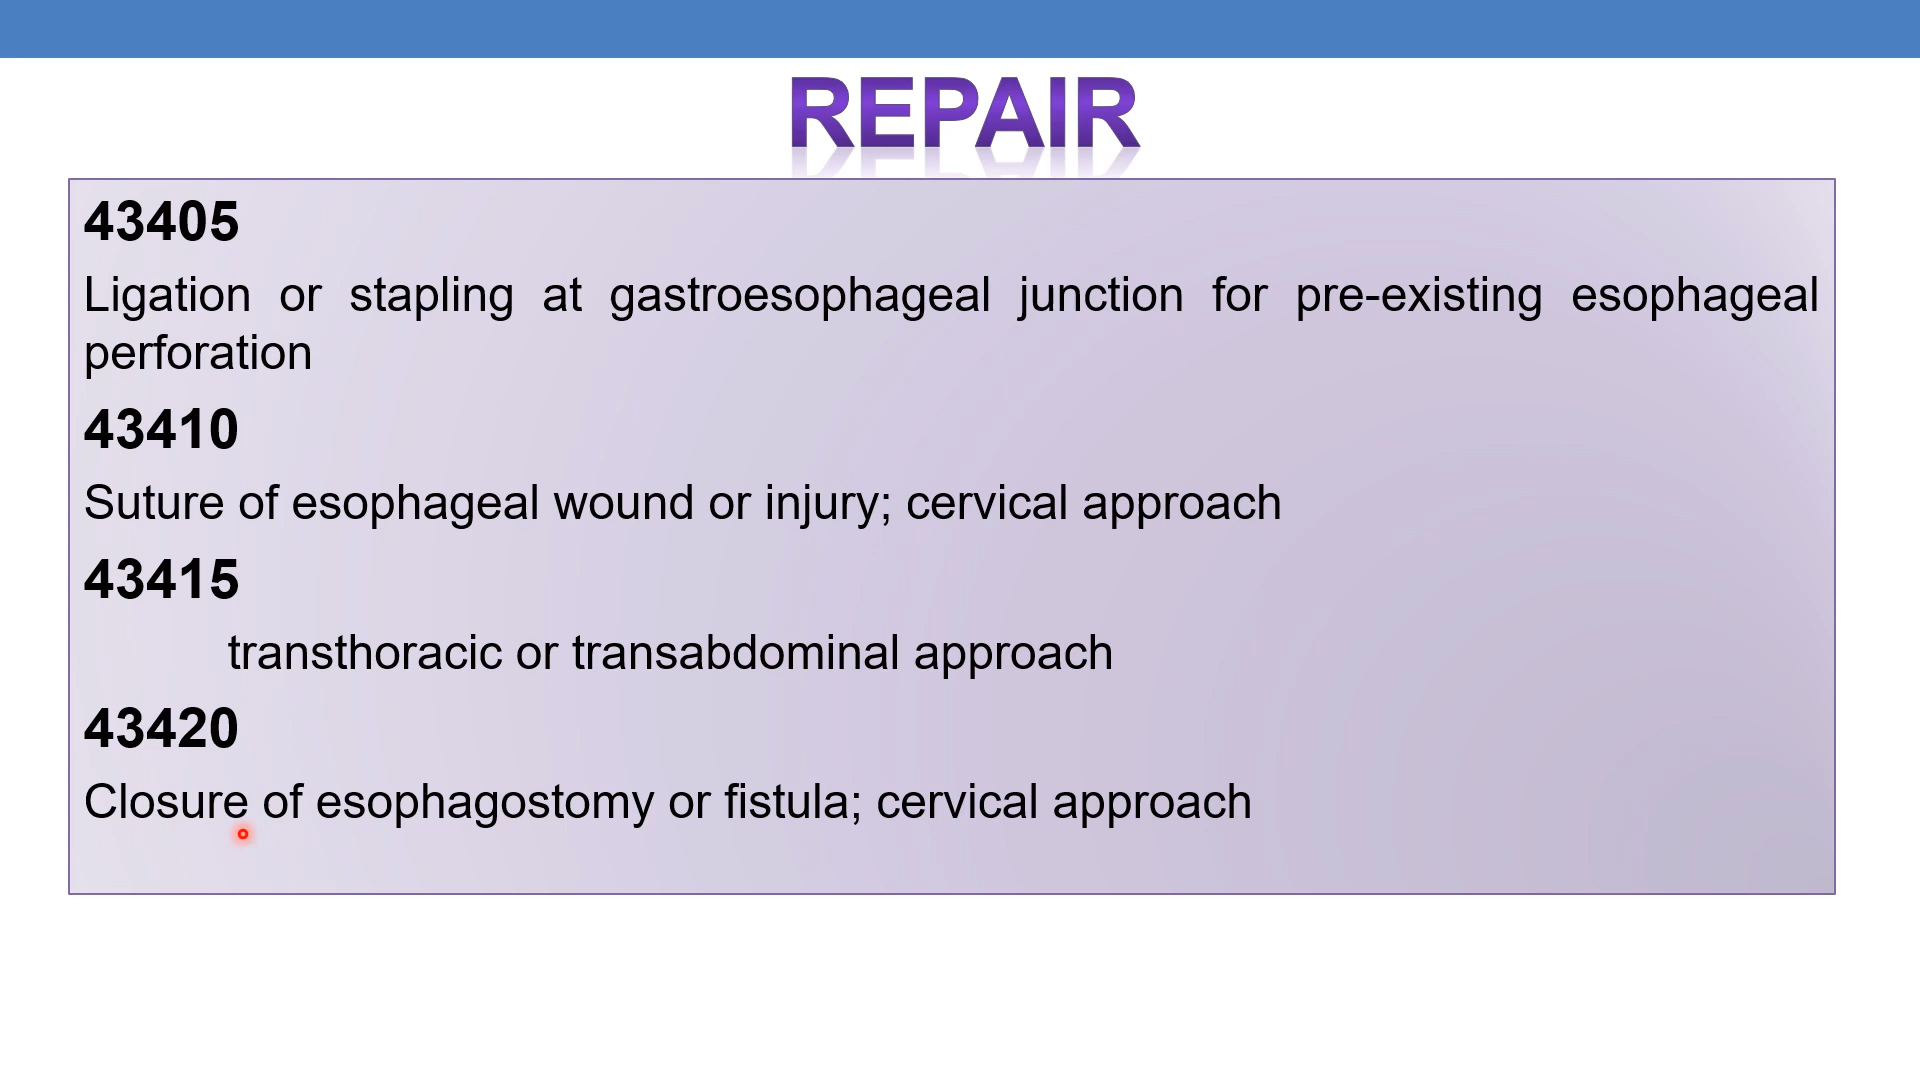 REPAIR
43405
Ligation or stapling at gastroesophageal junction for pre-existing esophageal
perforation
43410
Suture of esophageal wound or injury; cervical approach
43415
transthoracic or transabdominal approach
43420
Closure of esophagostomy or fistula; cervical approach